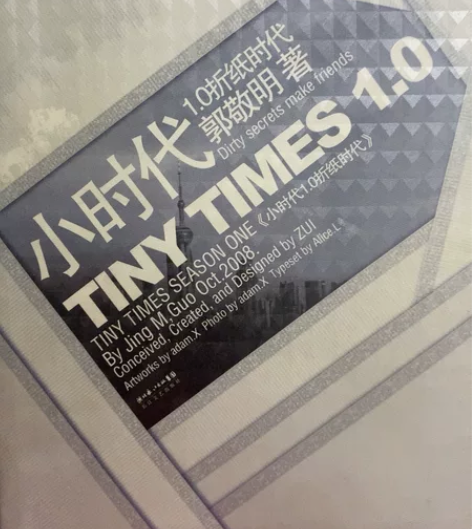 小时代
1.0折纸时代
郭敬明 著
Dirty secrets make friends
TINY TIMES 1.0
TINY TIMES SEASON ONE《小时代1.0折纸时代》
By Jing M.Guo Oct.2008
Conceived, Created, and Designed by ZUI
Artworks by adam.X Photo by adam.X Typeset by Alice.L